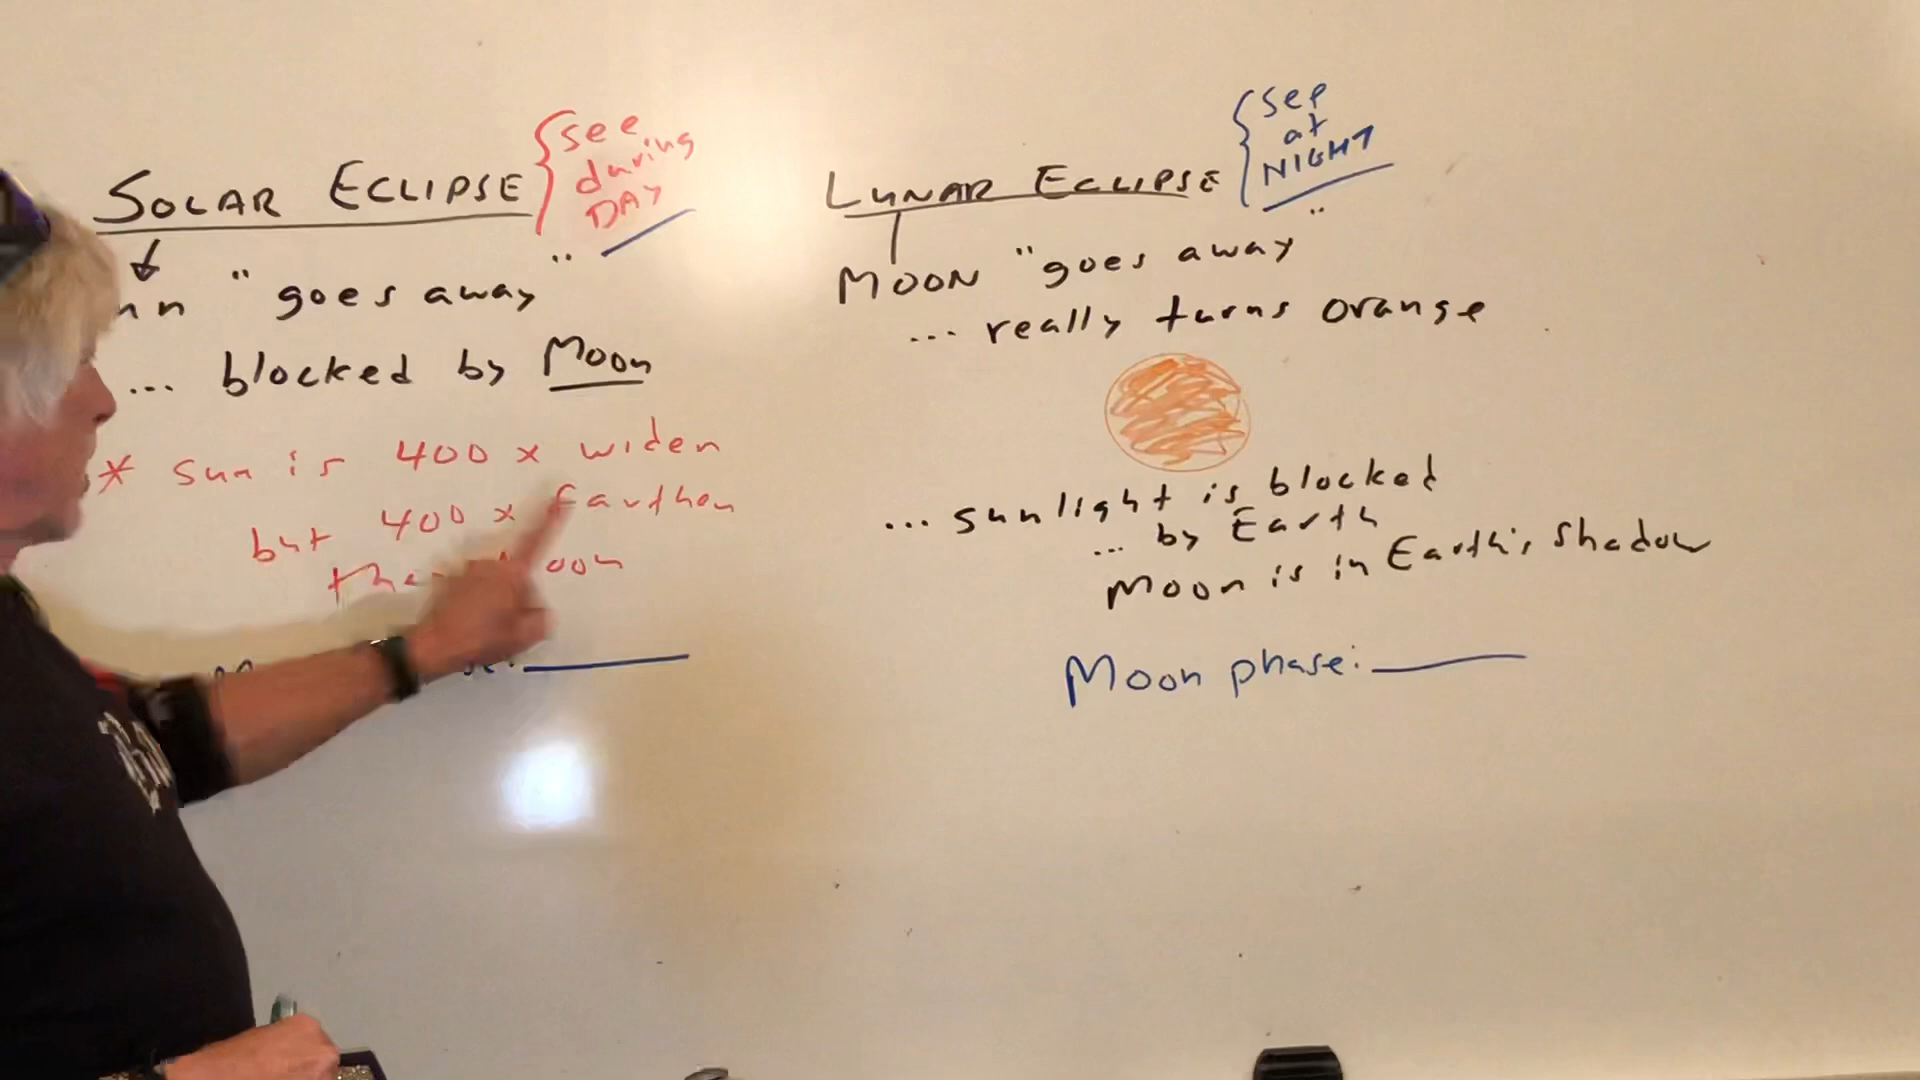 SOLAR ECLIPSE
{see
during
DAY
"goes away"
... blocked by Moon
* sun is 400 x wider
but 400 x farther
than Moon
LUNAR ECLIPSE
{see
at
NIGHT
MOON "goes away"
... really turns orange
... sunlight is blocked
... by Earth
Moon is in Earth's shadow
Moon phase: ____